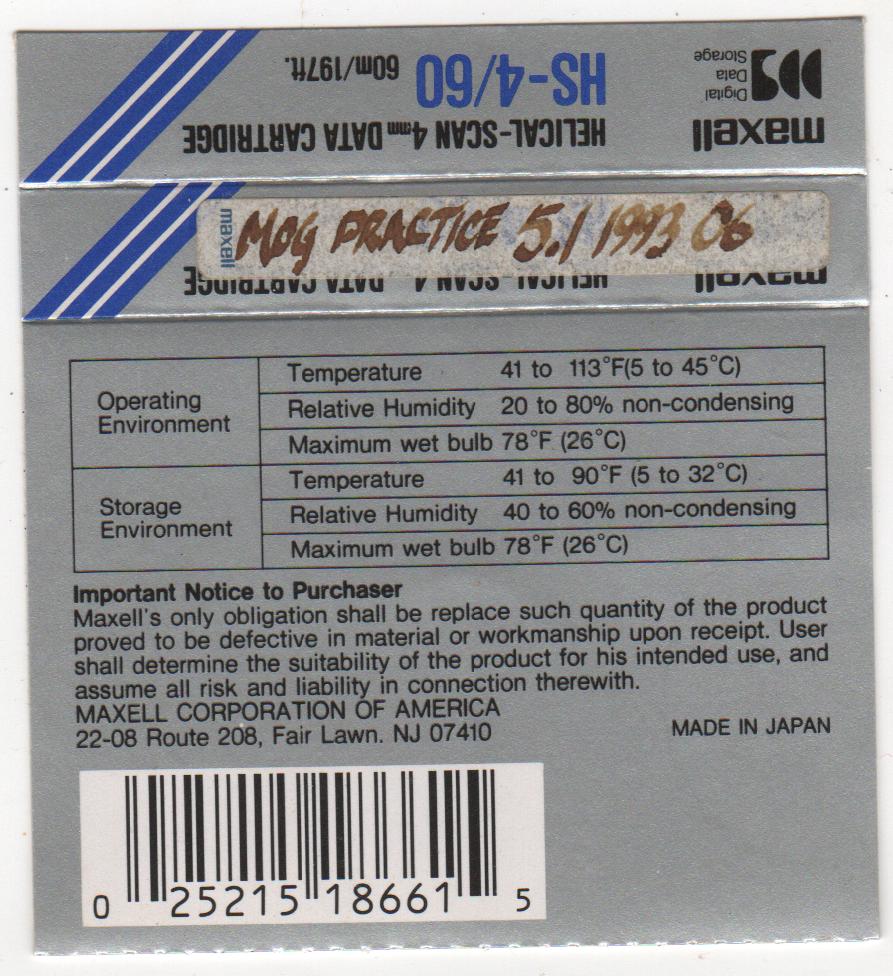 maxell
Digital
Data
Storage
HELICAL-SCAN 4mm DATA CARTRIDGE
HS-4/60 60m/197ft.
maxell
MOG PRACTICE 5.1 1993 06
maxell
HELICAL-SCAN 4 DATA CARTRIDGE
Operating Environment
Temperature 41 to 113°F(5 to 45°C)
Relative Humidity 20 to 80% non-condensing
Maximum wet bulb 78°F (26°C)
Storage Environment
Temperature 41 to 90°F (5 to 32°C)
Relative Humidity 40 to 60% non-condensing
Maximum wet bulb 78°F (26°C)
Important Notice to Purchaser
Maxell's only obligation shall be replace such quantity of the product
proved to be defective in material or workmanship upon receipt. User
shall determine the suitability of the product for his intended use, and
assume all risk and liability in connection therewith.
MAXELL CORPORATION OF AMERICA
22-08 Route 208, Fair Lawn. NJ 07410
MADE IN JAPAN
0 25215 18661 5